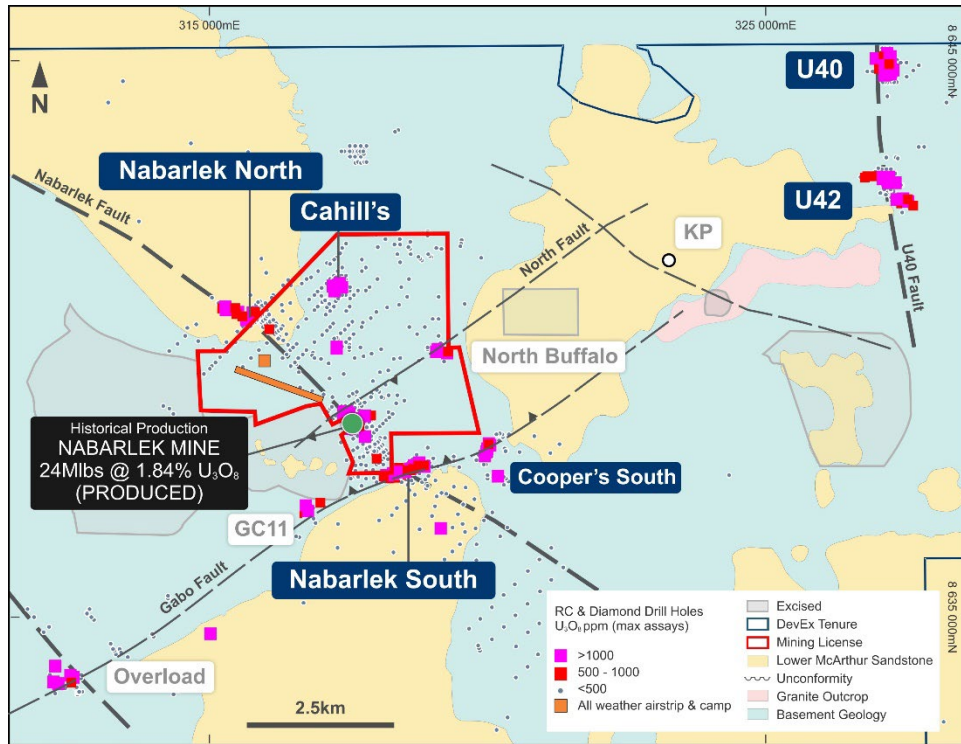 315 000mE
325 000mE
8 645 000mN
N
U40
Nabarlek North
Nabarlek Fault
Cahill's
U42
North Fault
KP
U40 Fault
North Buffalo
Historical Production
NABARLEK MINE
24Mlbs @ 1.84% U₃O₈
(PRODUCED)
Cooper's South
GC11
Nabarlek South
Gabo Fault
8 635 000mN
Overload
2.5km
RC & Diamond Drill Holes
U₃O₈ ppm (max assays)
>1000
500 - 1000
<500
All weather airstrip & camp
Excised
DevEx Tenure
Mining License
Lower McArthur Sandstone
Unconformity
Granite Outcrop
Basement Geology